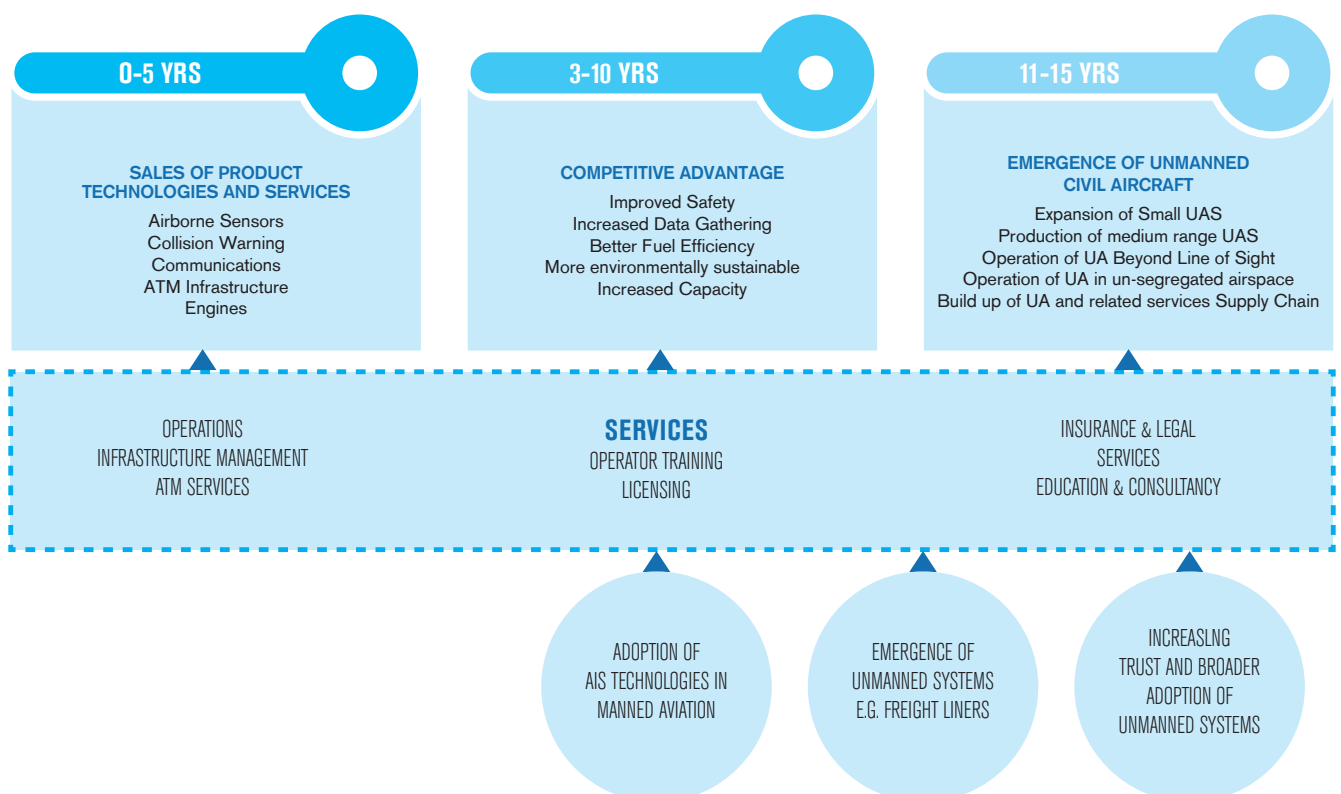 0-5 YRS
SALES OF PRODUCT
TECHNOLOGIES AND SERVICES
Airborne Sensors
Collision Warning
Communications
ATM Infrastructure
Engines
3-10 YRS
COMPETITIVE ADVANTAGE
Improved Safety
Increased Data Gathering
Better Fuel Efficiency
More environmentally sustainable
Increased Capacity
11-15 YRS
EMERGENCE OF UNMANNED
CIVIL AIRCRAFT
Expansion of Small UAS
Production of medium range UAS
Operation of UA Beyond Line of Sight
Operation of UA in un-segregated airspace
Build up of UA and related services Supply Chain
OPERATIONS
INFRASTRUCTURE MANAGEMENT
ATM SERVICES
SERVICES
OPERATOR TRAINING
LICENSING
INSURANCE & LEGAL
SERVICES
EDUCATION & CONSULTANCY
ADOPTION OF
AIS TECHNOLOGIES IN
MANNED AVIATION
EMERGENCE OF
UNMANNED SYSTEMS
E.G. FREIGHT LINERS
INCREASLNG
TRUST AND BROADER
ADOPTION OF
UNMANNED SYSTEMS